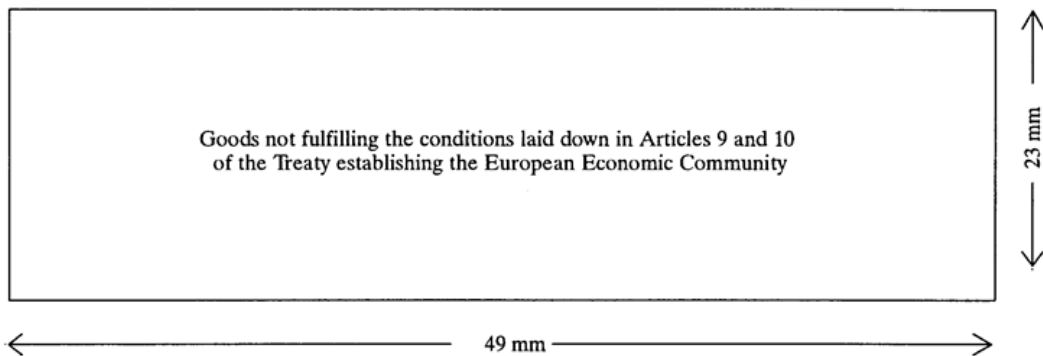 Goods not fulfilling the conditions laid down in Articles 9 and 10
of the Treaty establishing the European Economic Community
23 mm
49 mm